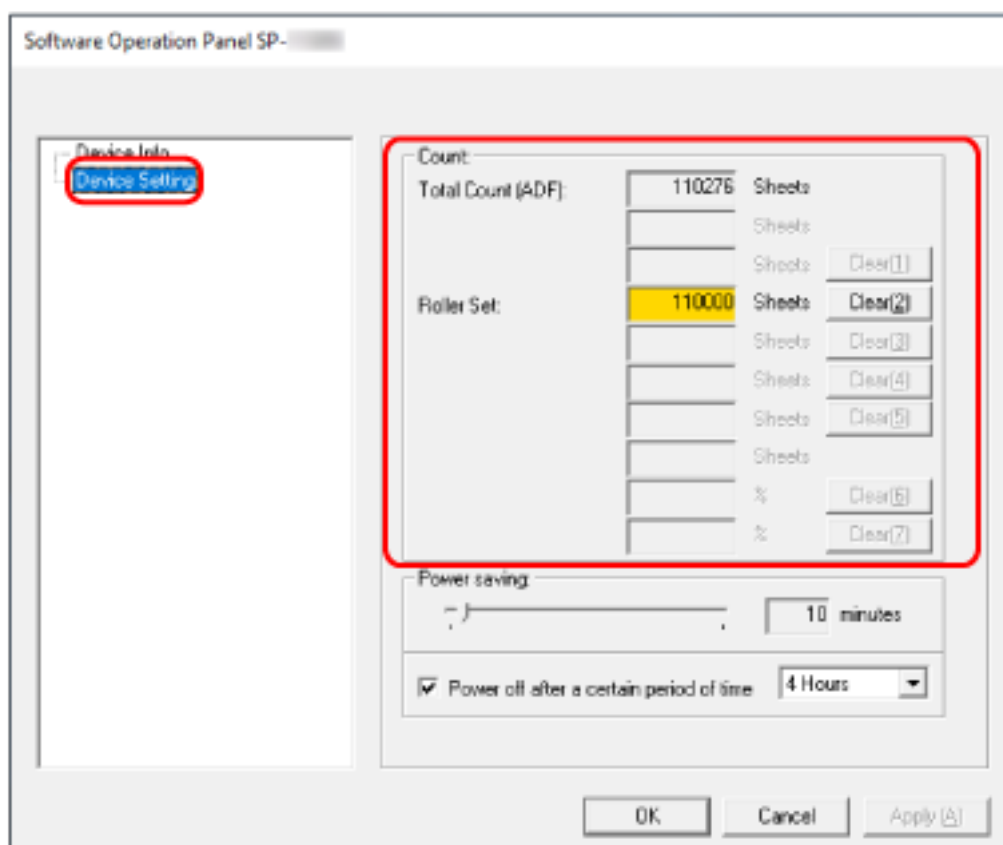 Software Operation Panel SP-
Device Info
Device Setting
Count:
Total Count (ADF): 110276 Sheets
Sheets
Sheets Clear(1)
Roller Set: 110000 Sheets Clear(2)
Sheets Clear(3)
Sheets Clear(4)
Sheets Clear(5)
Sheets
% Clear(6)
% Clear(7)
Power saving:
10 minutes
Power off after a certain period of time 4 Hours
OK Cancel Apply (A)